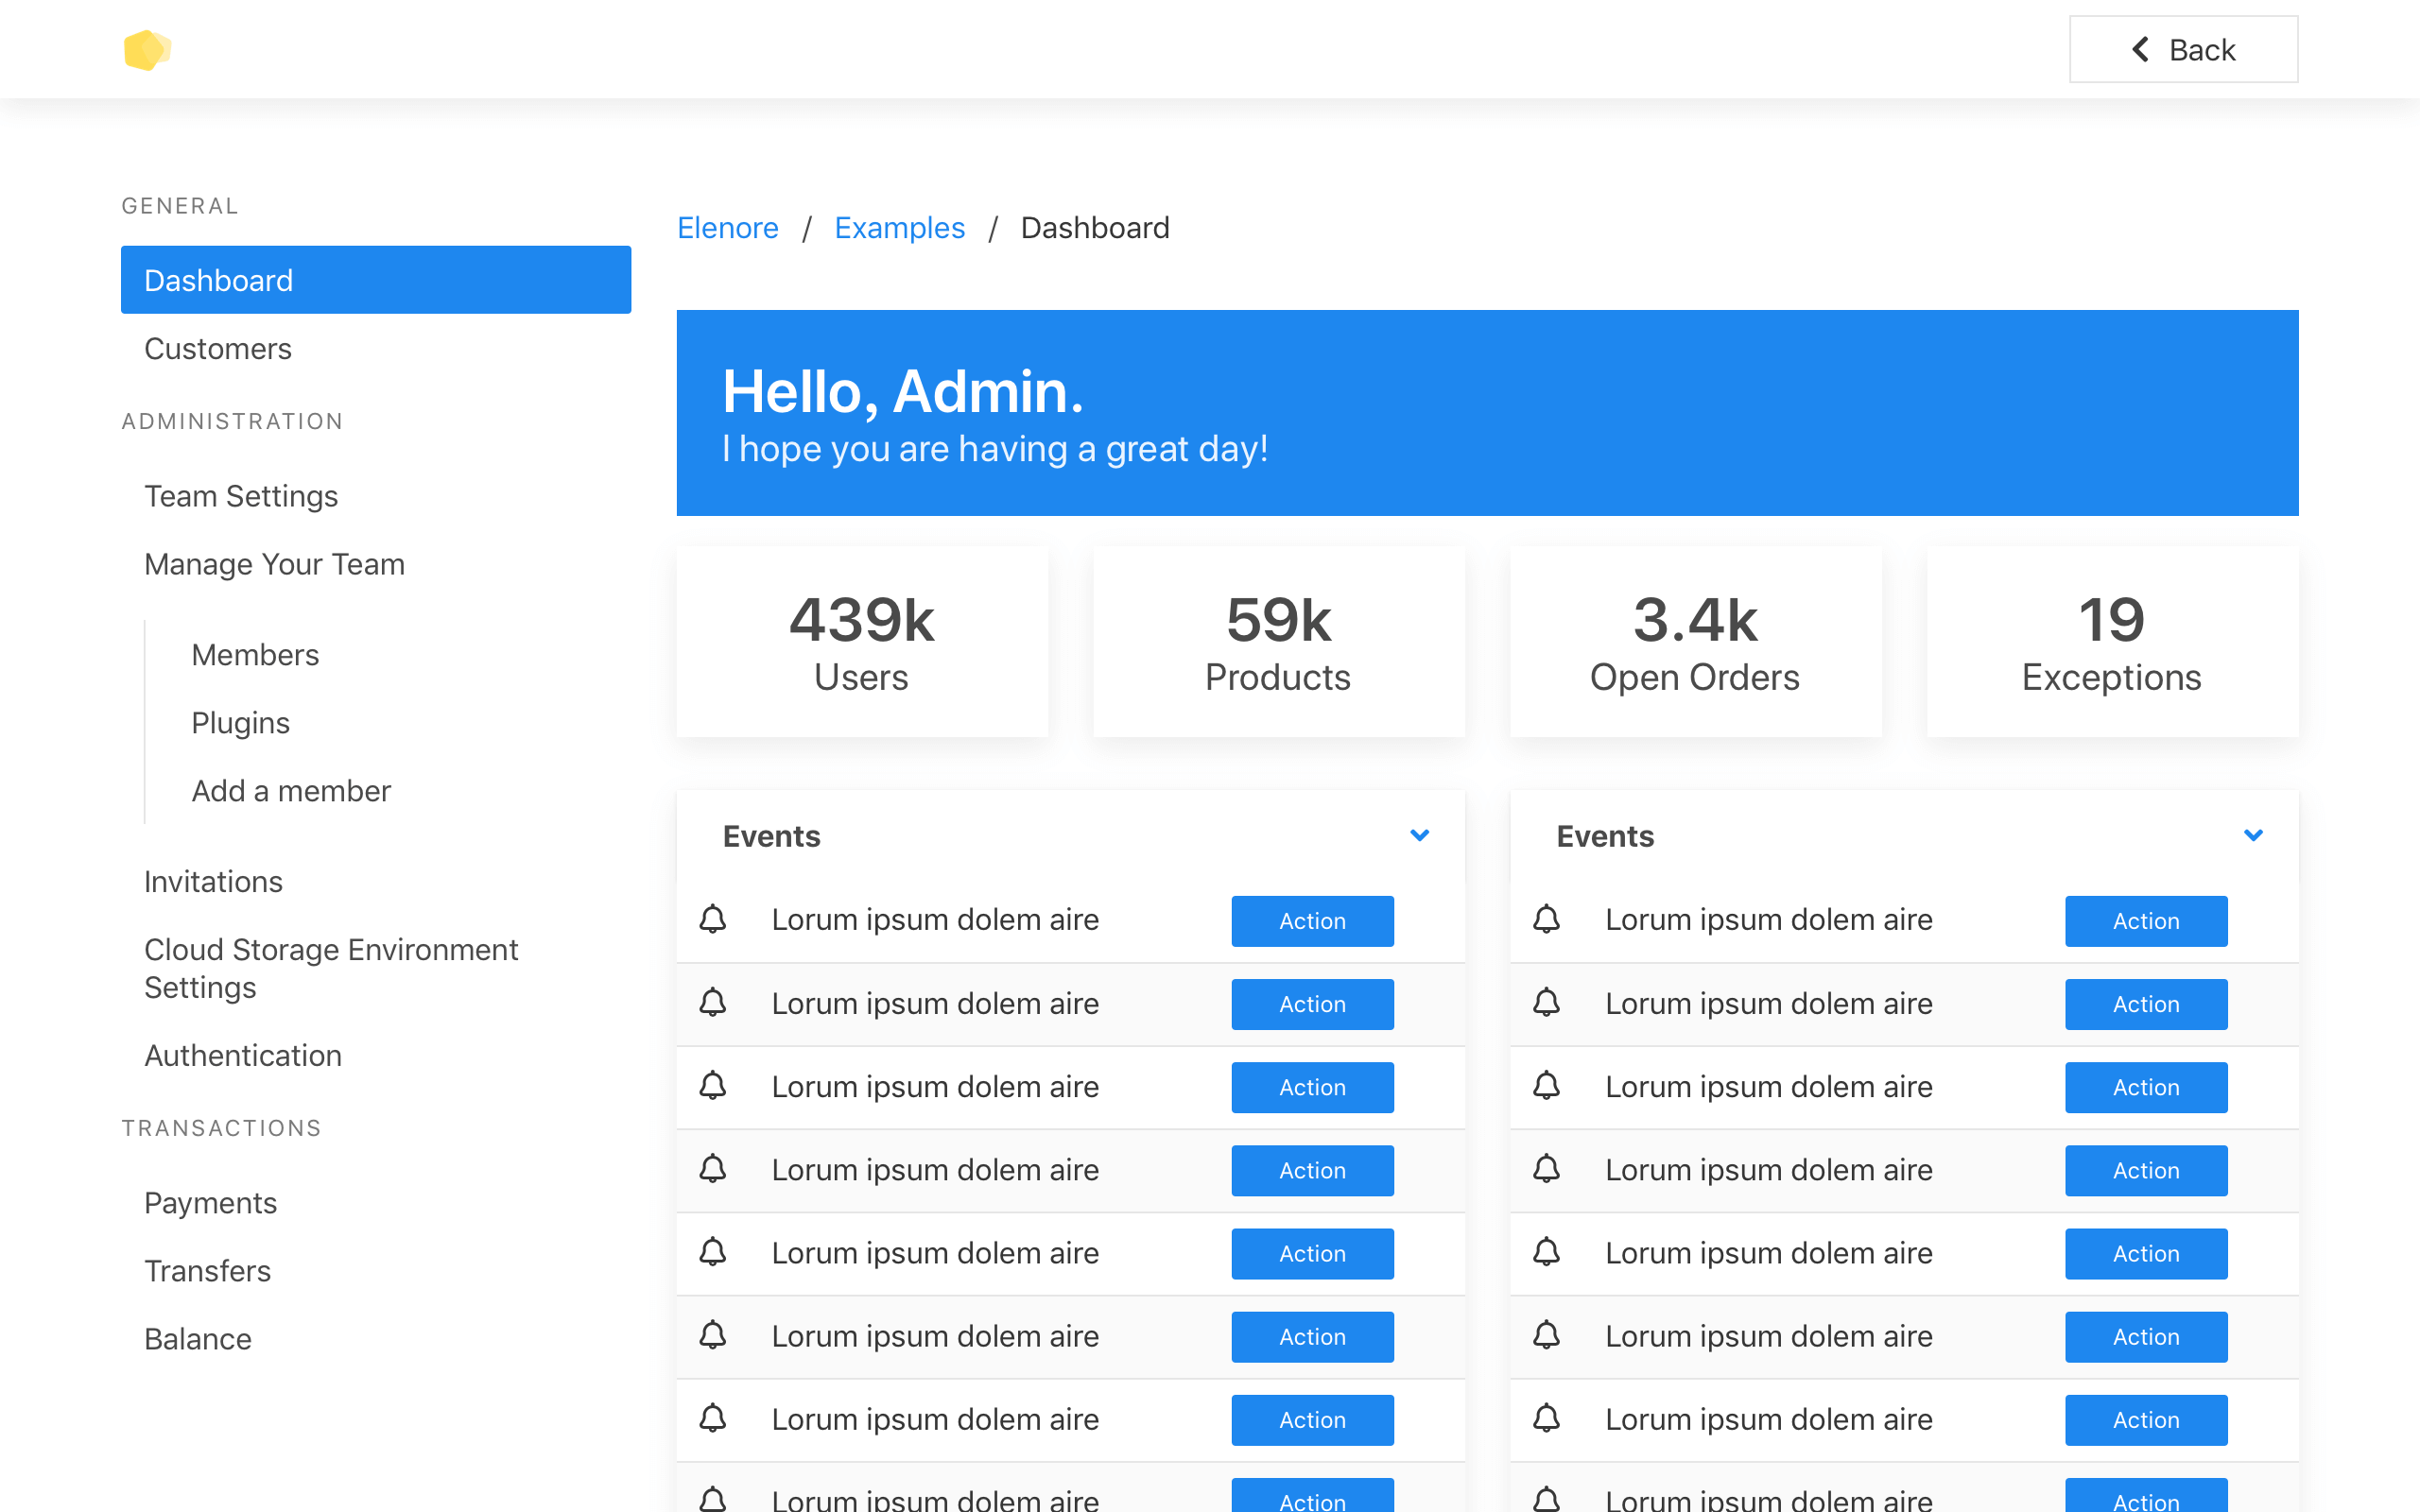 Back
GENERAL
Dashboard
Customers
ADMINISTRATION
Team Settings
Manage Your Team
Members
Plugins
Add a member
Invitations
Cloud Storage Environment
Settings
Authentication
TRANSACTIONS
Payments
Transfers
Balance
Elenore / Examples / Dashboard
Hello, Admin.
I hope you are having a great day!
439k
Users
59k
Products
3.4k
Open Orders
19
Exceptions
Events
Lorum ipsum dolem aire Action
Lorum ipsum dolem aire Action
Lorum ipsum dolem aire Action
Lorum ipsum dolem aire Action
Lorum ipsum dolem aire Action
Lorum ipsum dolem aire Action
Lorum ipsum dolem aire Action
Lorum ipsum dolem aire Action
Events
Lorum ipsum dolem aire Action
Lorum ipsum dolem aire Action
Lorum ipsum dolem aire Action
Lorum ipsum dolem aire Action
Lorum ipsum dolem aire Action
Lorum ipsum dolem aire Action
Lorum ipsum dolem aire Action
Lorum ipsum dolem aire Action